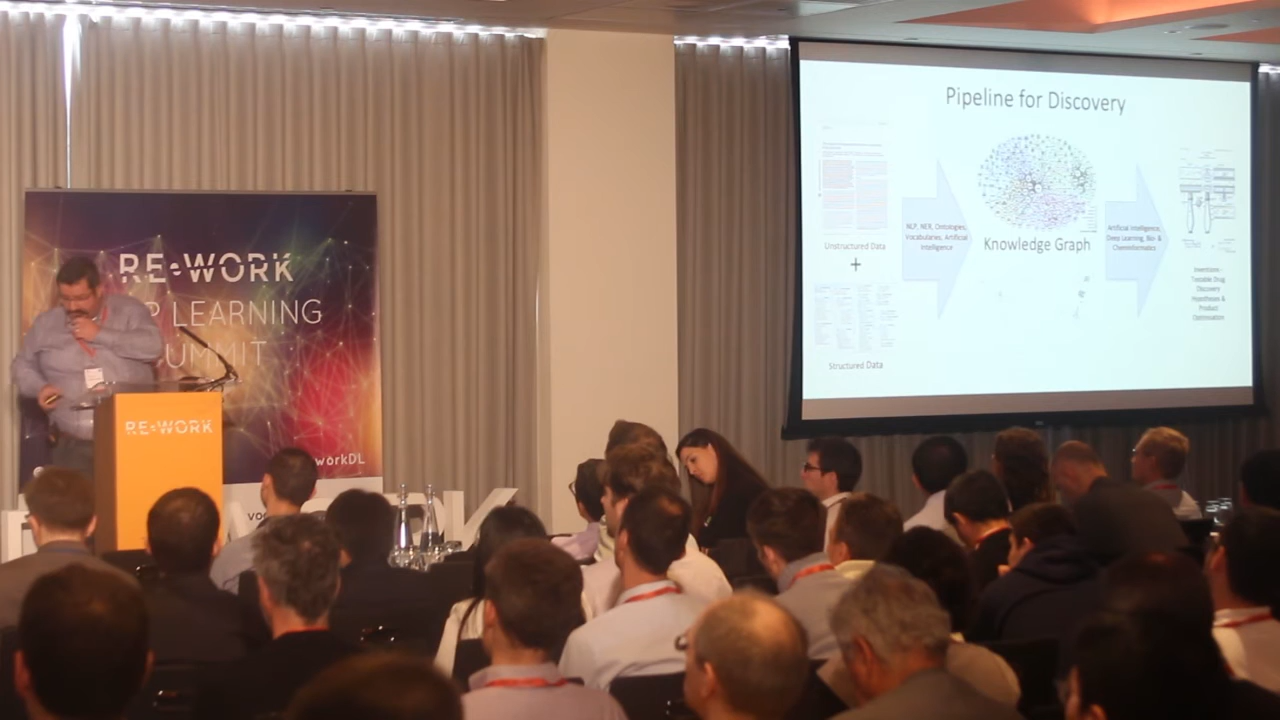 Pipeline for Discovery
Unstructured Data
+
Structured Data
NLP, NER, Ontologies,
Vocabularies, Artificial
Intelligence
Knowledge Graph
Artificial Intelligence,
Deep Learning, Bio- &
Cheminformatics
Inventions -
Testable Drug
Discovery
Hypotheses &
Product
Optimisation
RE•WORK
P LEARNING
UMMIT
RE•WORK
workDL